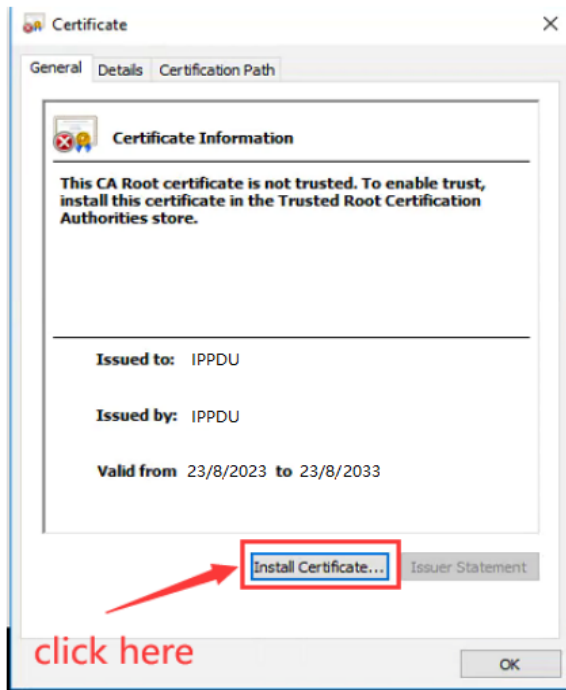 Certificate
General Details Certification Path
Certificate Information
This CA Root certificate is not trusted. To enable trust,
install this certificate in the Trusted Root Certification
Authorities store.
Issued to: IPPDU
Issued by: IPPDU
Valid from 23/8/2023 to 23/8/2033
Install Certificate... Issuer Statement
click here
OK